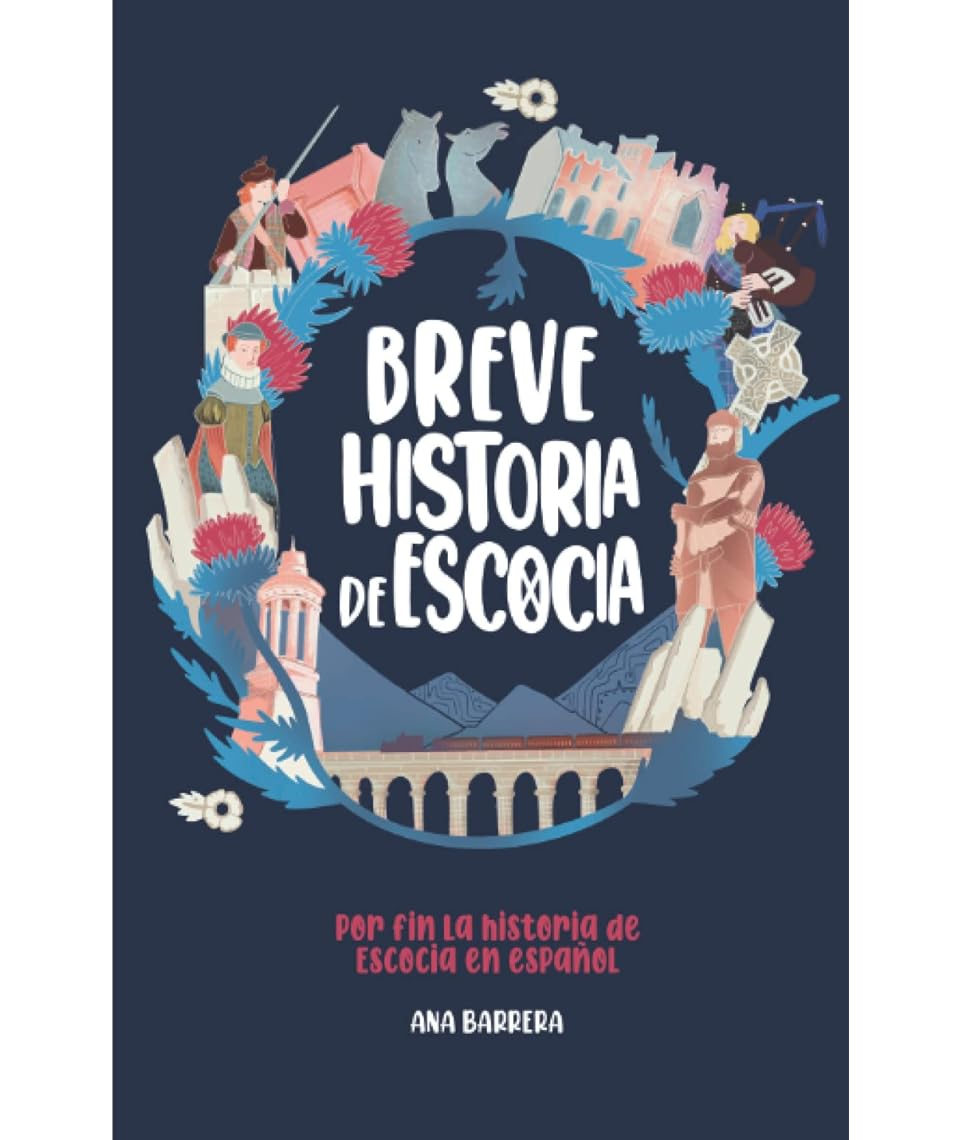 BREVE
HISTORIA
DE ESCOCIA
Por fin la historia de
Escocia en español
ANA BARRERA